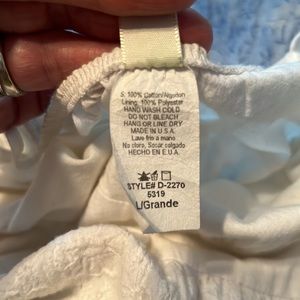 S: 100% Cotton/Algodon
Lining: 100% Polyester
HAND WASH COLD
DO NOT BLEACH
HANG OR LINE DRY
MADE IN U.S.A.
Lave frio a mano
No cloro, Secar colgado
HECHO EN E.U.A.
STYLE# D-2270
5319
L/Grande